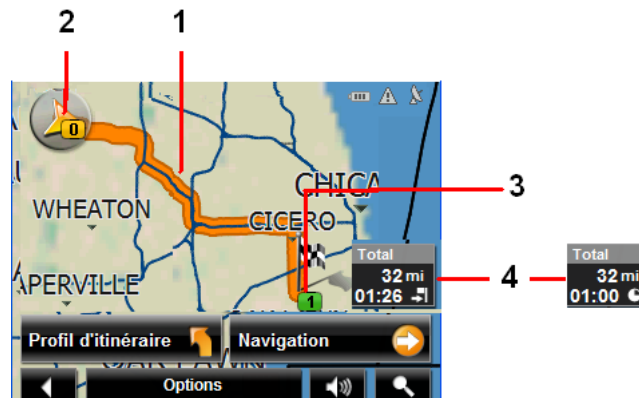 2 1
0
CHICA
3
WHEATON
CICERO
Total
32 mi
01:26
4
Total
32 mi
01:00
APERVILLE
1
Profil d'itinéraire
Navigation
Options